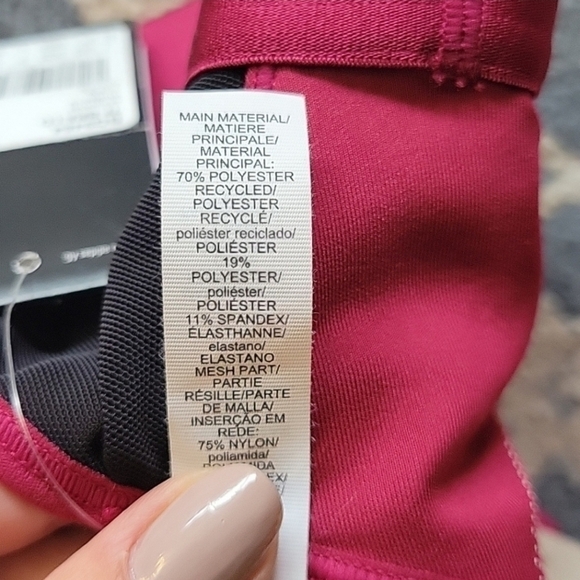 MAIN MATERIAL/
MATIERE
PRINCIPALE/
MATERIAL
PRINCIPAL:
70% POLYESTER
RECYCLED/
POLYESTER
RECYCLÉ/
poliéster reciclado/
POLIÉSTER
19%
POLYESTER/
poliéster/
POLIÉSTER
11% SPANDEX/
ÉLASTHANNE/
elastano/
ELASTANO
MESH PART/
PARTIE
RÉSILLE/PARTE
DE MALLA/
INSERÇÃO EM
REDE:
75% NYLON/
poliamida/